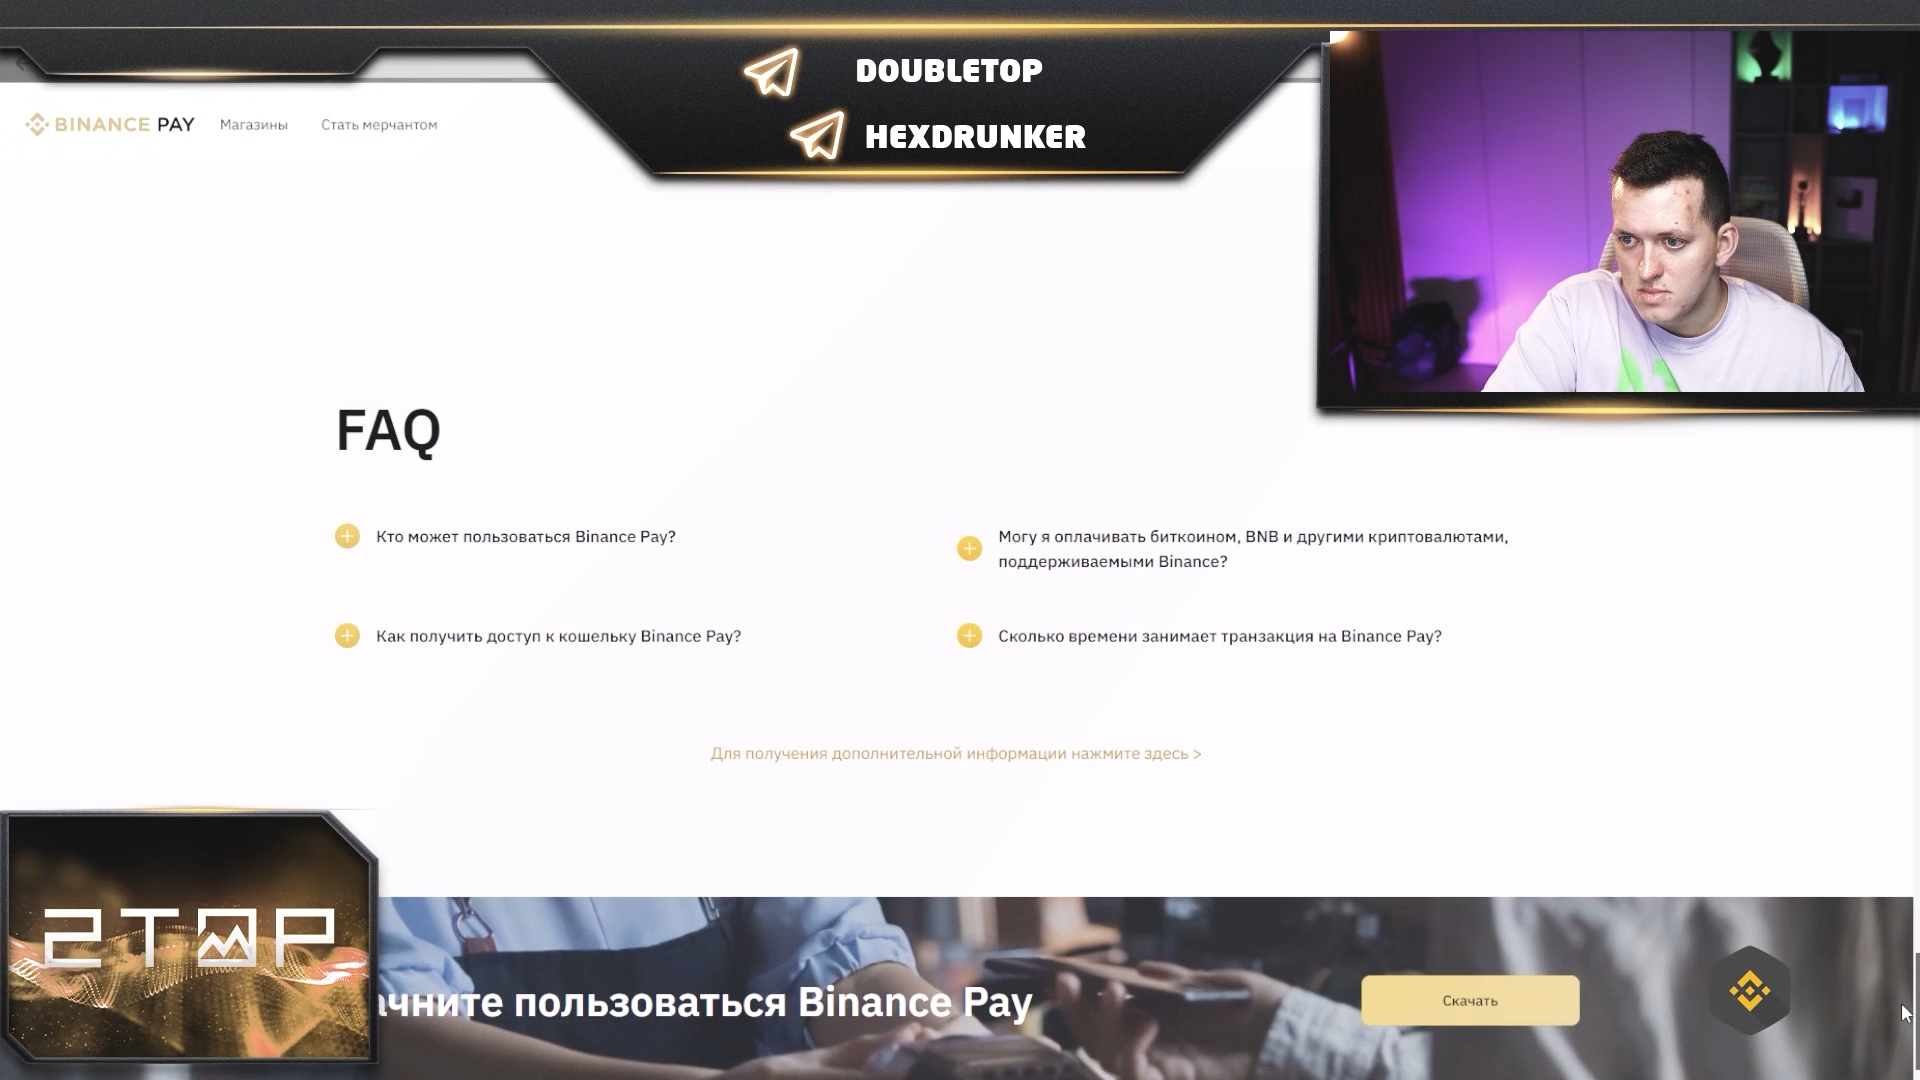 DOUBLETOP
HEXDRUNKER
BINANCE PAY
Магазины
Стать мерчантом
FAQ
Кто может пользоваться Binance Pay?
Могу я оплачивать биткоином, BNB и другими криптовалютами,
поддерживаемыми Binance?
Как получить доступ к кошельку Binance Pay?
Сколько времени занимает транзакция на Binance Pay?
Для получения дополнительной информации нажмите здесь >
2TOP
ачните пользоваться Binance Pay
Скачать